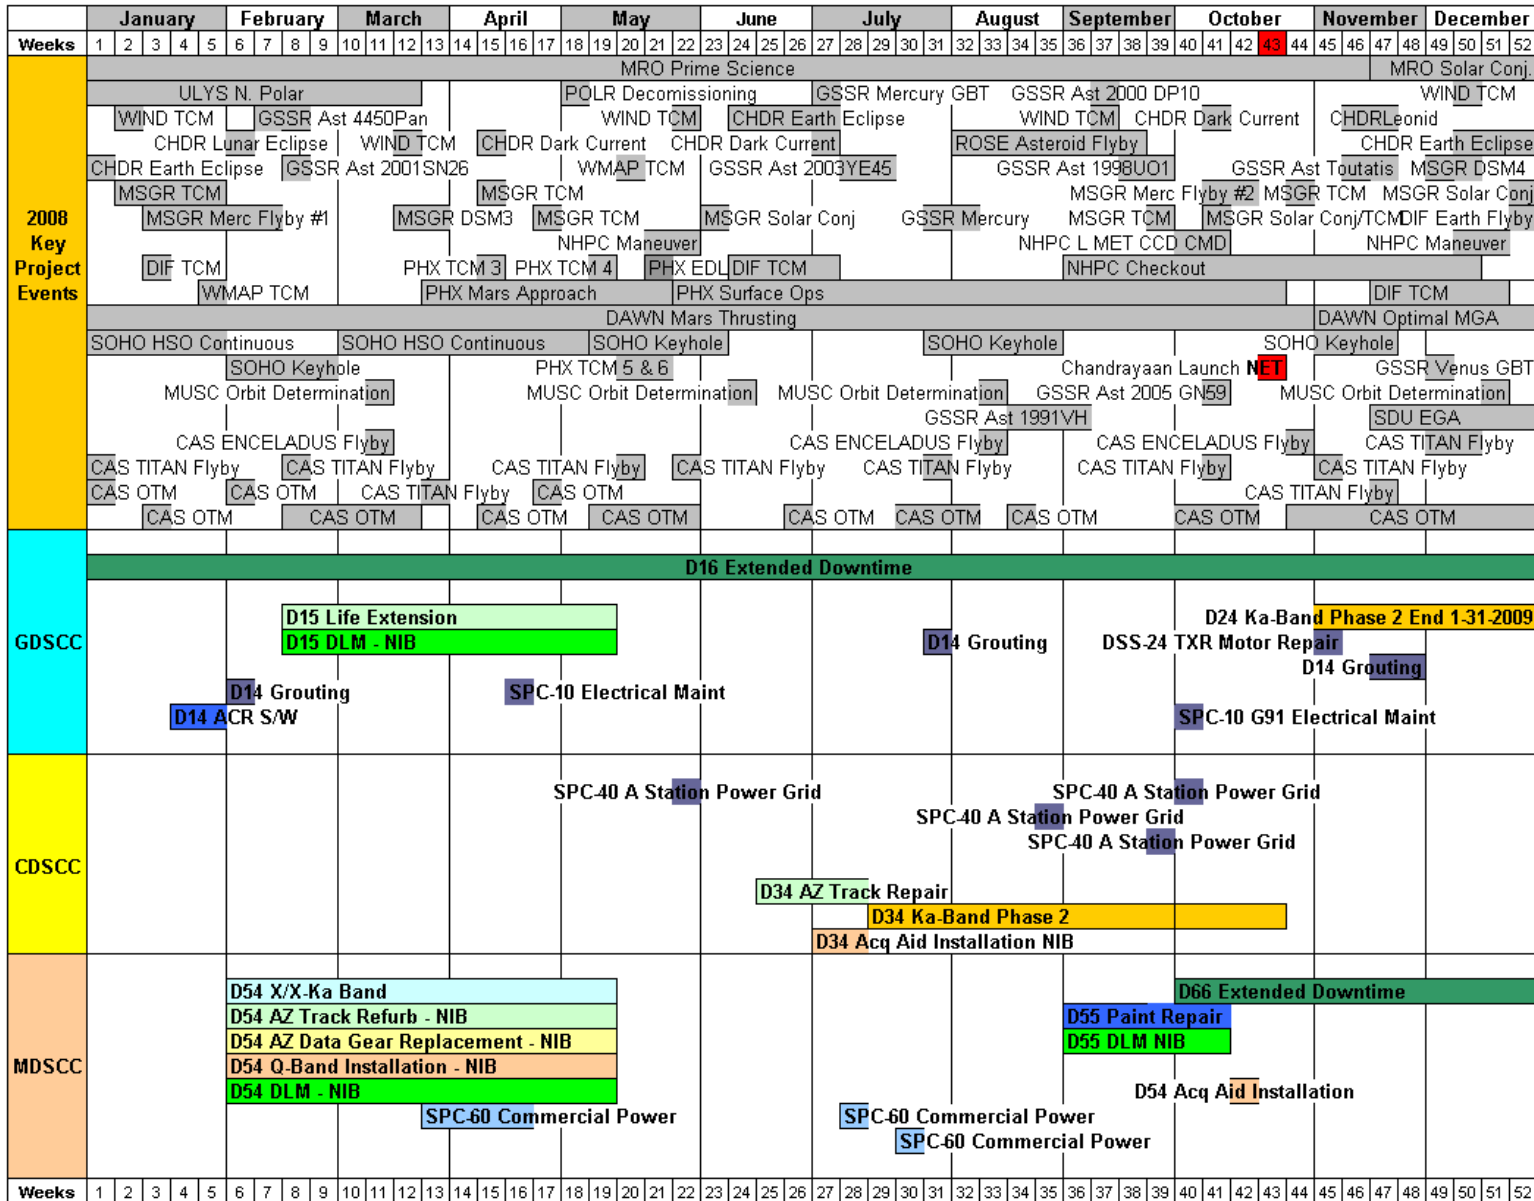 January February March April May June July August September October November December
Weeks 1 2 3 4 5 6 7 8 9 10 11 12 13 14 15 16 17 18 19 20 21 22 23 24 25 26 27 28 29 30 31 32 33 34 35 36 37 38 39 40 41 42 43 44 45 46 47 48 49 50 51 52
2008 Key Project Events
MRO Prime Science MRO Solar Conj.
ULYS N. Polar POLR Decomissioning GSSR Mercury GBT GSSR Ast 2000 DP10 WIND TCM
WIND TCM GSSR Ast 4450Pan WIND TCM CHDR Earth Eclipse WIND TCM CHDR Dark Current CHDRLeonid
CHDR Lunar Eclipse WIND TCM CHDR Dark Current CHDR Dark Current ROSE Asteroid Flyby CHDR Earth Eclipse
CHDR Earth Eclipse GSSR Ast 2001SN26 WMAP TCM GSSR Ast 2003YE45 GSSR Ast 1998UO1 GSSR Ast Toutatis MSGR DSM4
MSGR TCM MSGR TCM MSGR Merc Flyby #2 MSGR TCM MSGR Solar Conj
MSGR Merc Flyby #1 MSGR DSM3 MSGR TCM MSGR Solar Conj GSSR Mercury MSGR TCM MSGR Solar Conj/TCM DIF Earth Flyby
NHPC Maneuver NHPC L MET CCD CMD NHPC Maneuver
DIF TCM PHX TCM 3 PHX TCM 4 PHX EDL DIF TCM NHPC Checkout
WMAP TCM PHX Mars Approach PHX Surface Ops DIF TCM
DAWN Mars Thrusting DAWN Optimal MGA
SOHO HSO Continuous SOHO HSO Continuous SOHO Keyhole SOHO Keyhole SOHO Keyhole
SOHO Keyhole PHX TCM 5 & 6 Chandrayaan Launch NET GSSR Venus GBT
MUSC Orbit Determination MUSC Orbit Determination MUSC Orbit Determination GSSR Ast 2005 GN59 MUSC Orbit Determination
GSSR Ast 1991VH SDU EGA
CAS ENCELADUS Flyby CAS ENCELADUS Flyby CAS ENCELADUS Flyby CAS TITAN Flyby
CAS TITAN Flyby CAS TITAN Flyby CAS TITAN Flyby CAS TITAN Flyby CAS TITAN Flyby CAS TITAN Flyby CAS TITAN Flyby
CAS OTM CAS OTM CAS TITAN Flyby CAS OTM CAS TITAN Flyby
CAS OTM CAS OTM CAS OTM CAS OTM CAS OTM CAS OTM CAS OTM CAS OTM CAS OTM
GDSCC
D16 Extended Downtime
D15 Life Extension D24 Ka-Band Phase 2 End 1-31-2009
D15 DLM - NIB D14 Grouting DSS-24 TXR Motor Repair
D14 Grouting
D14 Grouting SPC-10 Electrical Maint
D14 ACR S/W SPC-10 G91 Electrical Maint
CDSCC
SPC-40 A Station Power Grid SPC-40 A Station Power Grid
SPC-40 A Station Power Grid
SPC-40 A Station Power Grid
D34 AZ Track Repair
D34 Ka-Band Phase 2
D34 Acq Aid Installation NIB
MDSCC
D54 X/X-Ka Band D66 Extended Downtime
D54 AZ Track Refurb - NIB D55 Paint Repair
D54 AZ Data Gear Replacement - NIB D55 DLM NIB
D54 Q-Band Installation - NIB
D54 DLM - NIB D54 Acq Aid Installation
SPC-60 Commercial Power SPC-60 Commercial Power
SPC-60 Commercial Power
Weeks 1 2 3 4 5 6 7 8 9 10 11 12 13 14 15 16 17 18 19 20 21 22 23 24 25 26 27 28 29 30 31 32 33 34 35 36 37 38 39 40 41 42 43 44 45 46 47 48 49 50 51 52